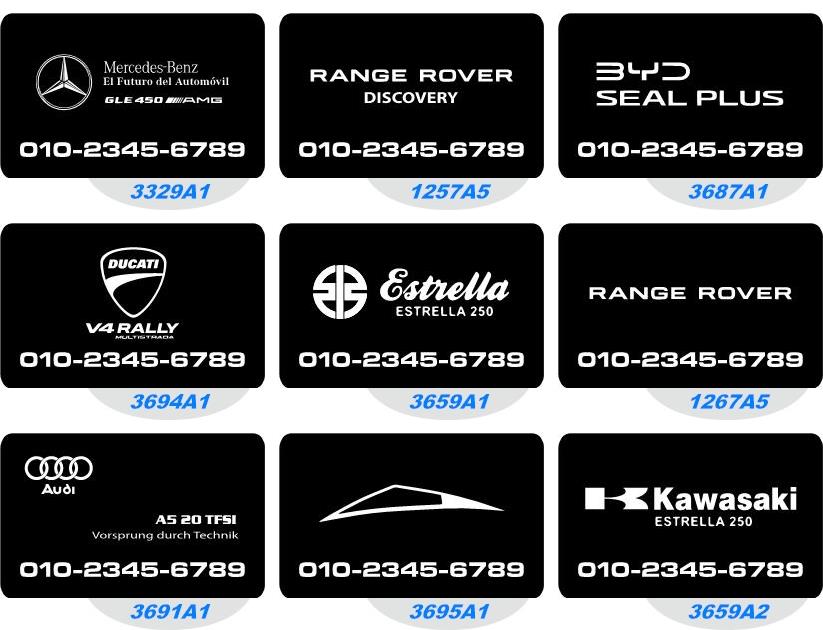 Mercedes-Benz
El Futuro del Automóvil
GLE 450 AMG
010-2345-6789
3329A1
RANGE ROVER
DISCOVERY
010-2345-6789
1257A5
BYD
SEAL PLUS
010-2345-6789
3687A1
DUCATI
V4 RALLY
MULTISTRADA
010-2345-6789
3694A1
Estrella
ESTRELLA 250
010-2345-6789
3659A1
RANGE ROVER
010-2345-6789
1267A5
Audi
A5 20 TFSI
Vorsprung durch Technik
010-2345-6789
3691A1
010-2345-6789
3695A1
Kawasaki
ESTRELLA 250
010-2345-6789
3659A2